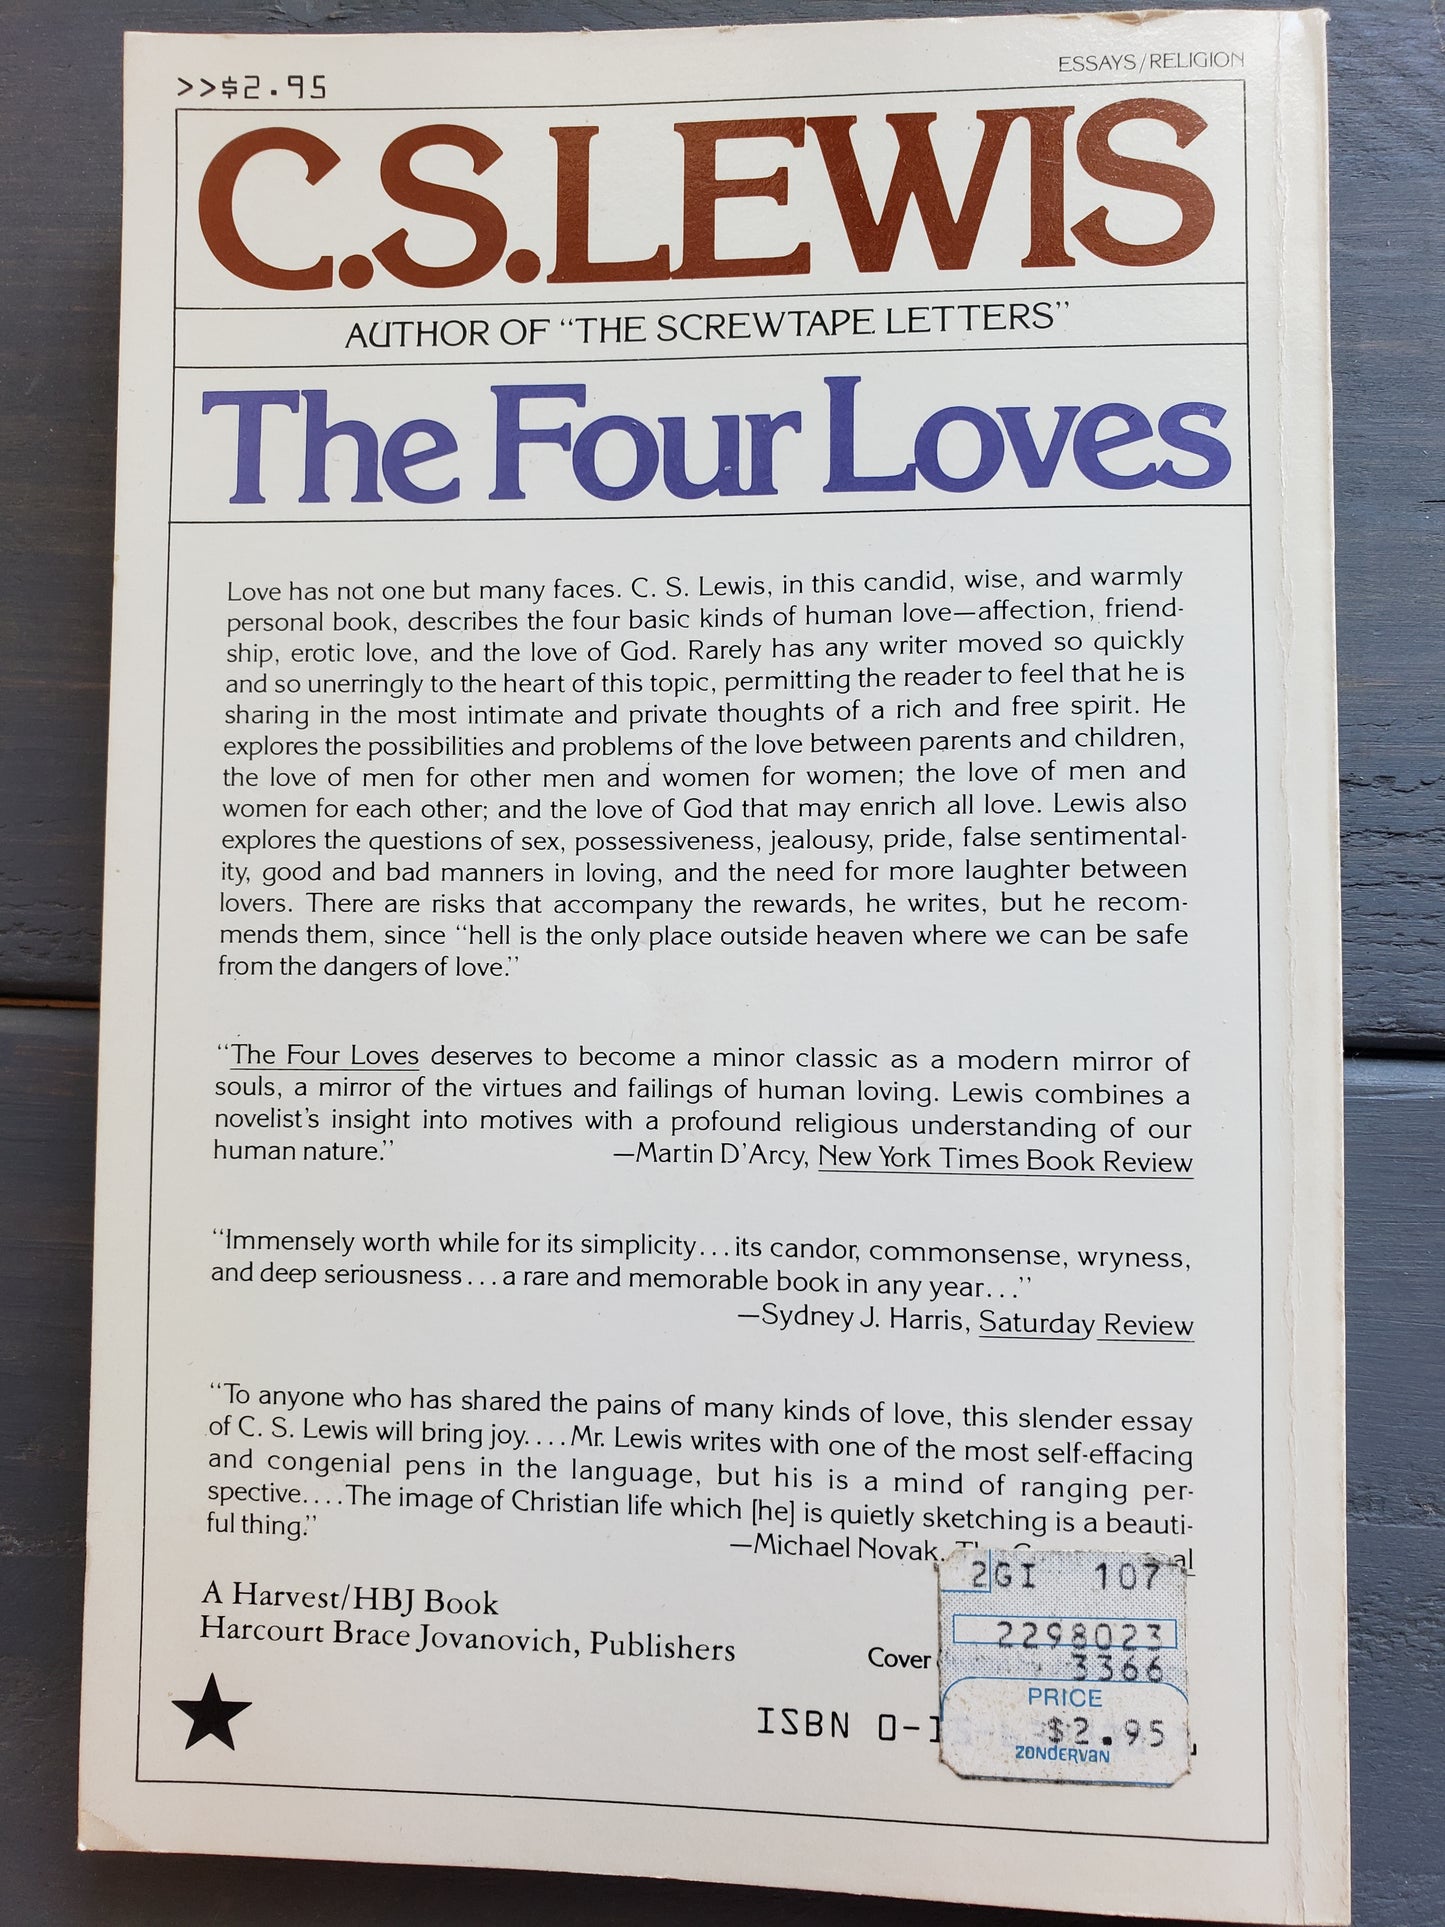 >>$2.95
ESSAYS/RELIGION
C.S.LEWIS
AUTHOR OF “THE SCREWTAPE LETTERS”
The Four Loves
Love has not one but many faces. C. S. Lewis, in this candid, wise, and warmly
personal book, describes the four basic kinds of human love—affection, friend-
ship, erotic love, and the love of God. Rarely has any writer moved so quickly
and so unerringly to the heart of this topic, permitting the reader to feel that he is
sharing in the most intimate and private thoughts of a rich and free spirit. He
explores the possibilities and problems of the love between parents and children,
the love of men for other men and women for women; the love of men and
women for each other; and the love of God that may enrich all love. Lewis also
explores the questions of sex, possessiveness, jealousy, pride, false sentimental-
ity, good and bad manners in loving, and the need for more laughter between
lovers. There are risks that accompany the rewards, he writes, but he recom-
mends them, since “hell is the only place outside heaven where we can be safe
from the dangers of love.”
“The Four Loves deserves to become a minor classic as a modern mirror of
souls, a mirror of the virtues and failings of human loving. Lewis combines a
novelist’s insight into motives with a profound religious understanding of our
human nature.” —Martin D’Arcy, New York Times Book Review
“Immensely worth while for its simplicity...its candor, commonsense, wryness,
and deep seriousness...a rare and memorable book in any year...”
—Sydney J. Harris, Saturday Review
“To anyone who has shared the pains of many kinds of love, this slender essay
of C. S. Lewis will bring joy....Mr. Lewis writes with one of the most self-effacing
and congenial pens in the language, but his is a mind of ranging per-
spective....The image of Christian life which [he] is quietly sketching is a beauti-
ful thing.” —Michael Novak,
A Harvest/HBJ Book
Harcourt Brace Jovanovich, Publishers
Cover
ISBN 0-1
2GI 107
2298023
3366
PRICE
$2.95
ZONDERVAN